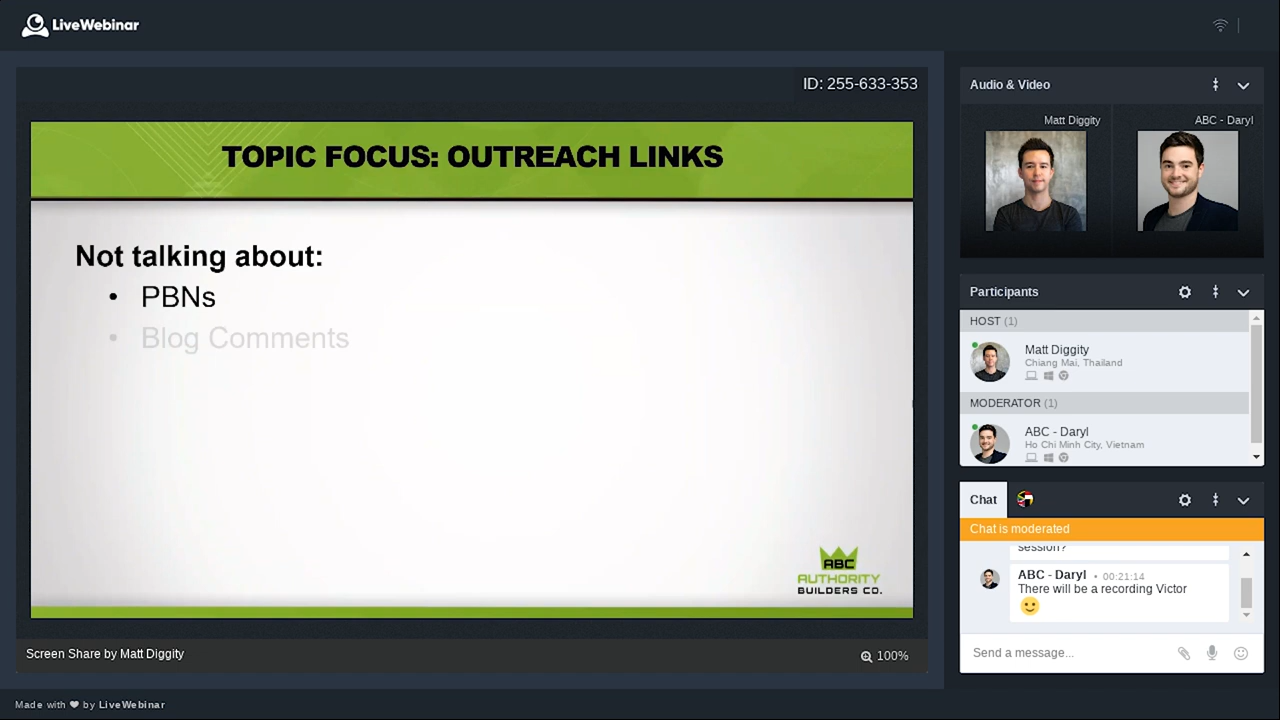 LiveWebinar
ID: 255-633-353
TOPIC FOCUS: OUTREACH LINKS
Not talking about:
• PBNs
• Blog Comments
ABC
AUTHORITY
BUILDERS CO.
Screen Share by Matt Diggity
100%
Audio & Video
Matt Diggity
ABC - Daryl
Participants
HOST (1)
Matt Diggity
Chiang Mai, Thailand
MODERATOR (1)
ABC - Daryl
Ho Chi Minh City, Vietnam
Chat
Chat is moderated
session?
ABC - Daryl • 00:21:14
There will be a recording Victor
Send a message...
Made with ❤ by LiveWebinar